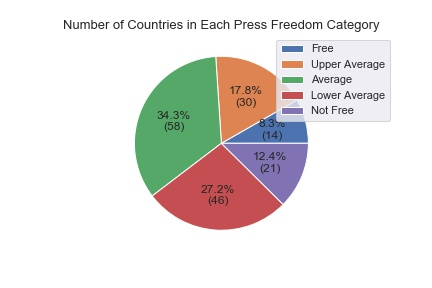 Number of Countries in Each Press Freedom Category
Free
Upper Average
Average
Lower Average
Not Free
17.8%
(30)
8.3%
(14)
34.3%
(58)
12.4%
(21)
27.2%
(46)